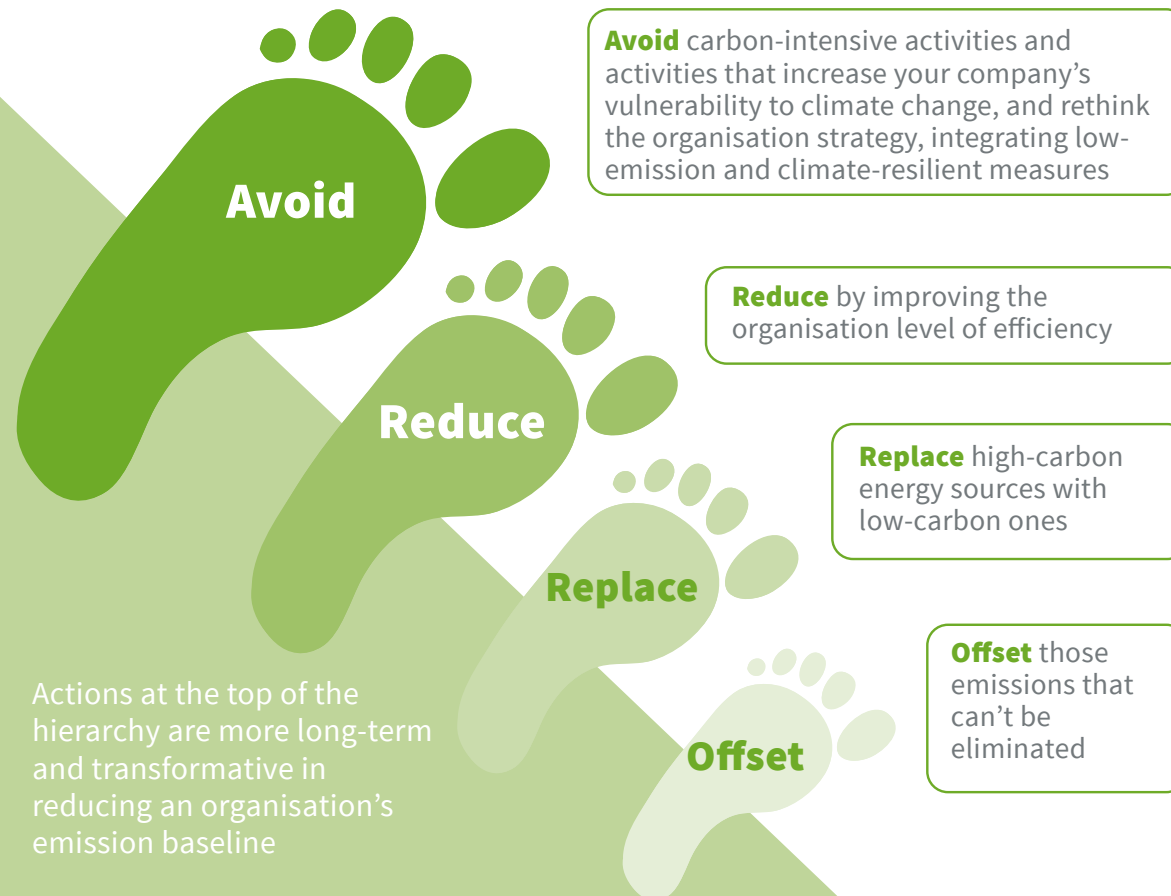 Avoid
Avoid carbon-intensive activities and
activities that increase your company’s
vulnerability to climate change, and rethink
the organisation strategy, integrating low-
emission and climate-resilient measures
Reduce
Reduce by improving the
organisation level of efficiency
Replace
Replace high-carbon
energy sources with
low-carbon ones
Offset
Offset those
emissions that
can’t be
eliminated
Actions at the top of the
hierarchy are more long-term
and transformative in
reducing an organisation’s
emission baseline